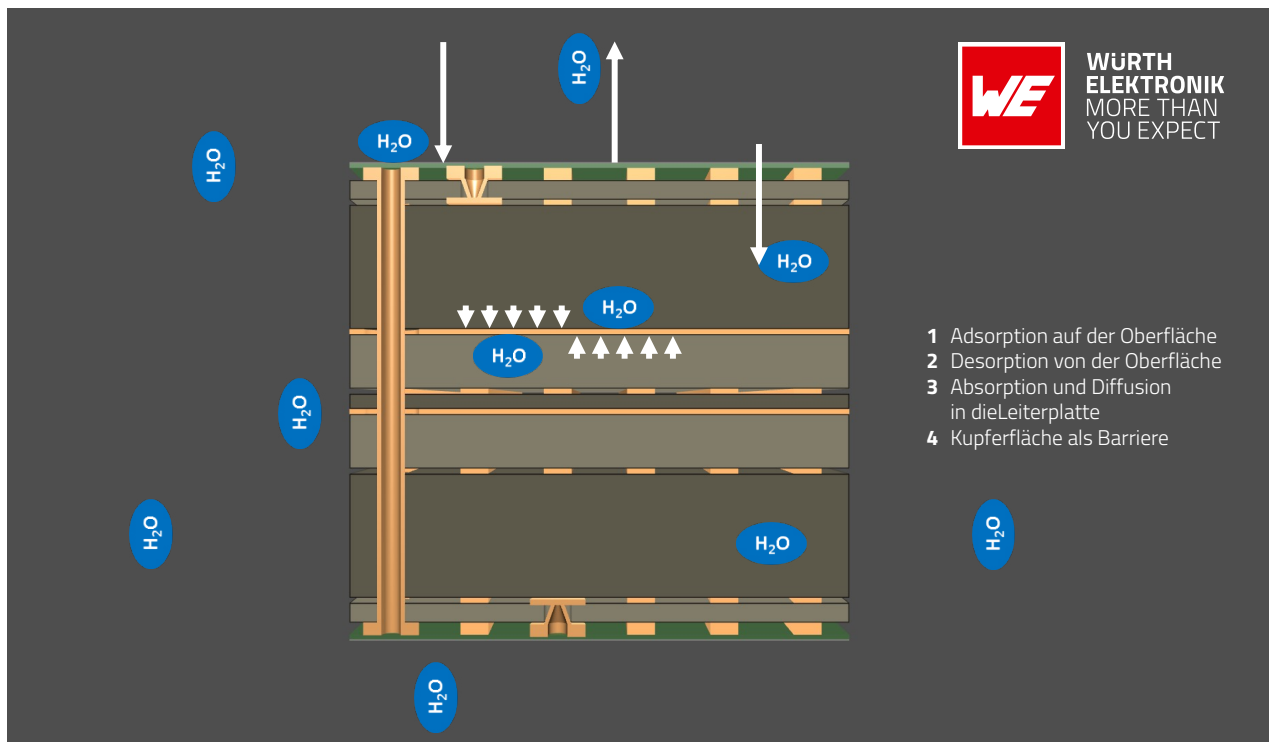 H₂O
WE
WÜRTH
ELEKTRONIK
MORE THAN
YOU EXPECT
H₂O
H₂O
H₂O
H₂O
H₂O
1 Adsorption auf der Oberfläche
2 Desorption von der Oberfläche
3 Absorption und Diffusion
in dieLeiterplatte
4 Kupferfläche als Barriere
H₂O
H₂O
H₂O
H₂O
H₂O
H₂O